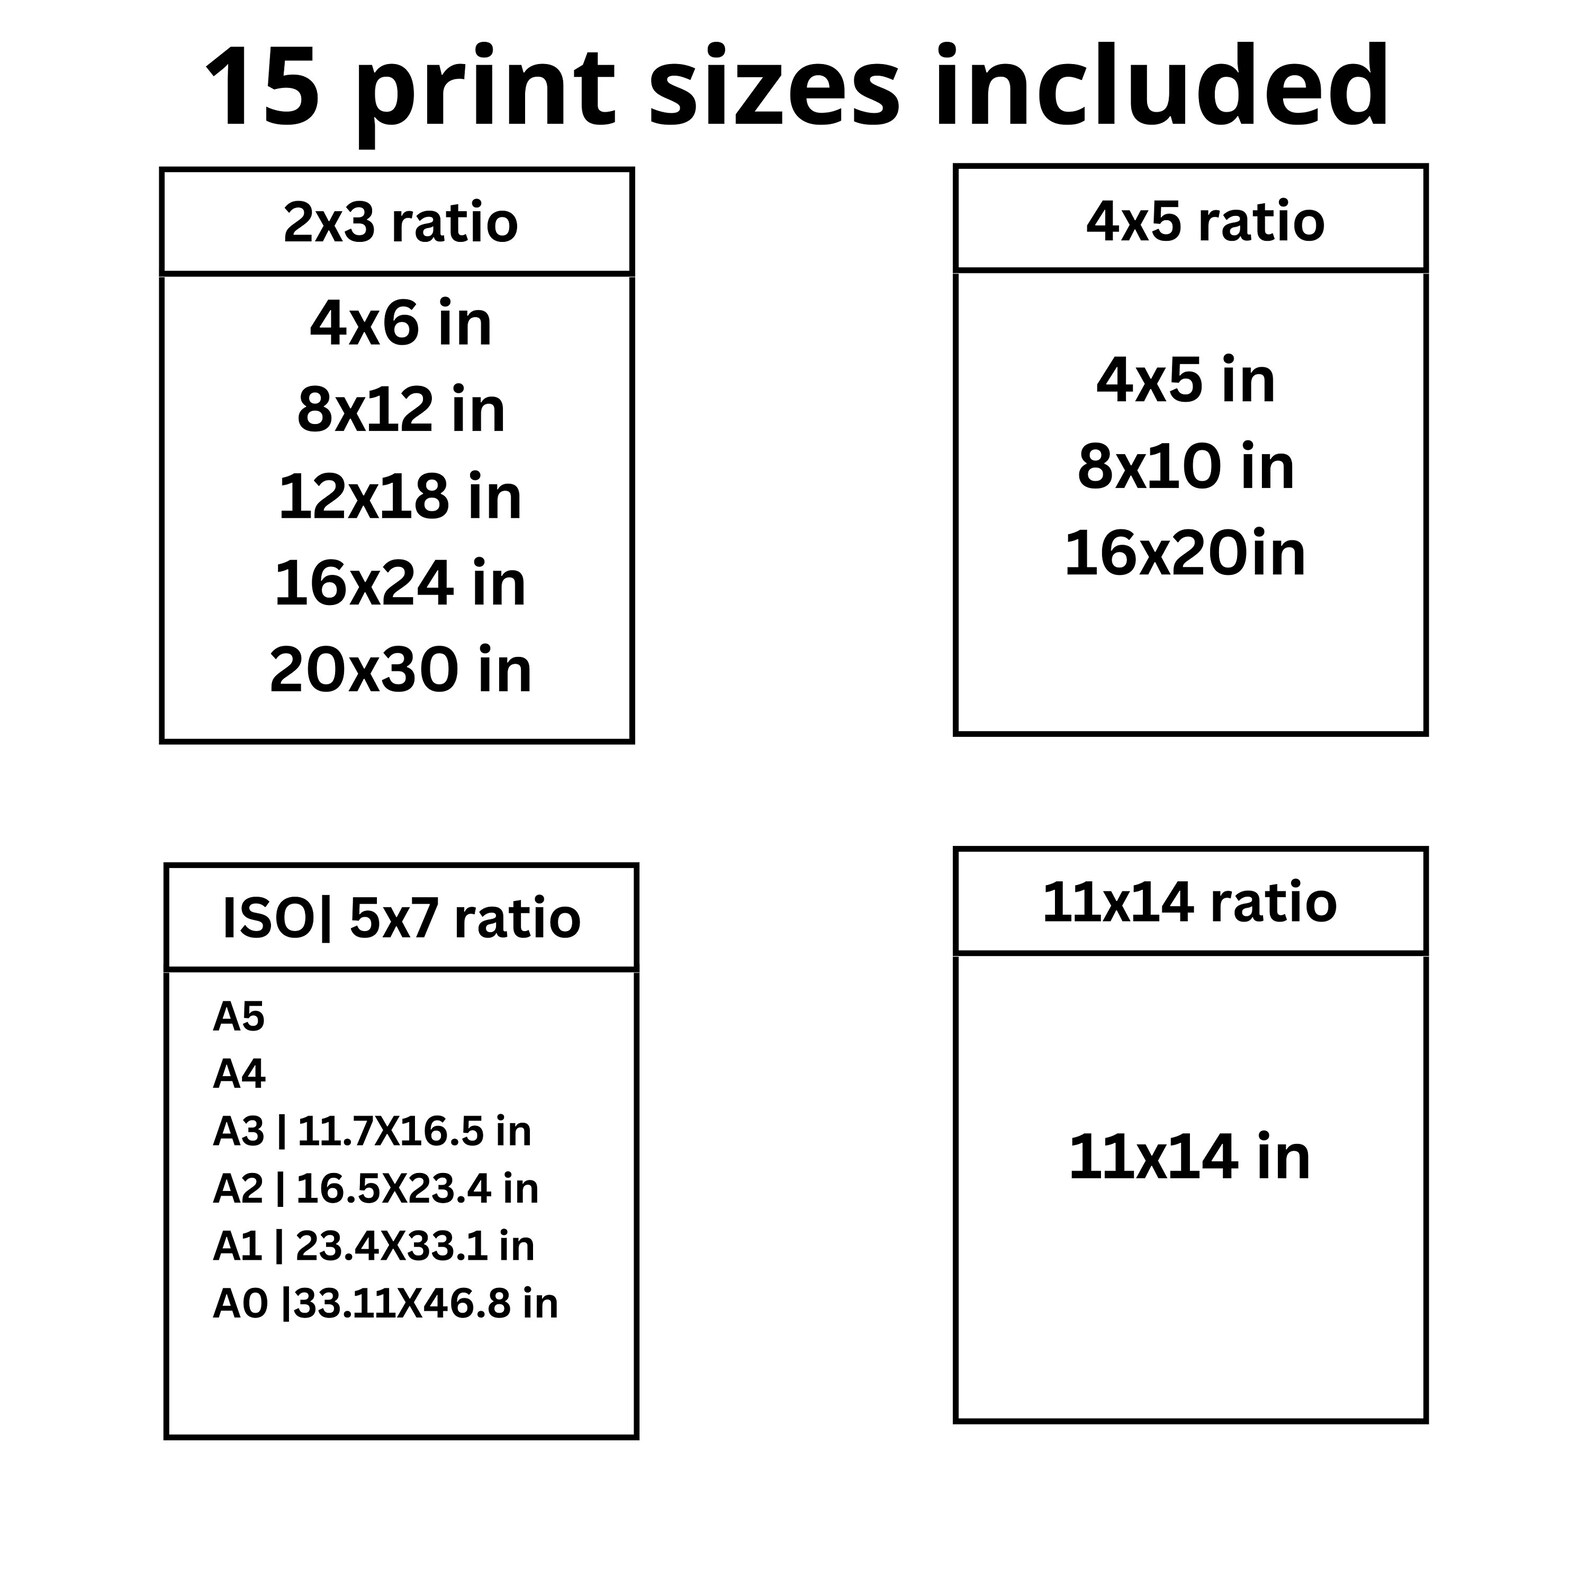 15 print sizes included
2x3 ratio
4x6 in
8x12 in
12x18 in
16x24 in
20x30 in
4x5 ratio
4x5 in
8x10 in
16x20in
ISO| 5x7 ratio
A5
A4
A3 | 11.7X16.5 in
A2 | 16.5X23.4 in
A1 | 23.4X33.1 in
A0 |33.11X46.8 in
11x14 ratio
11x14 in